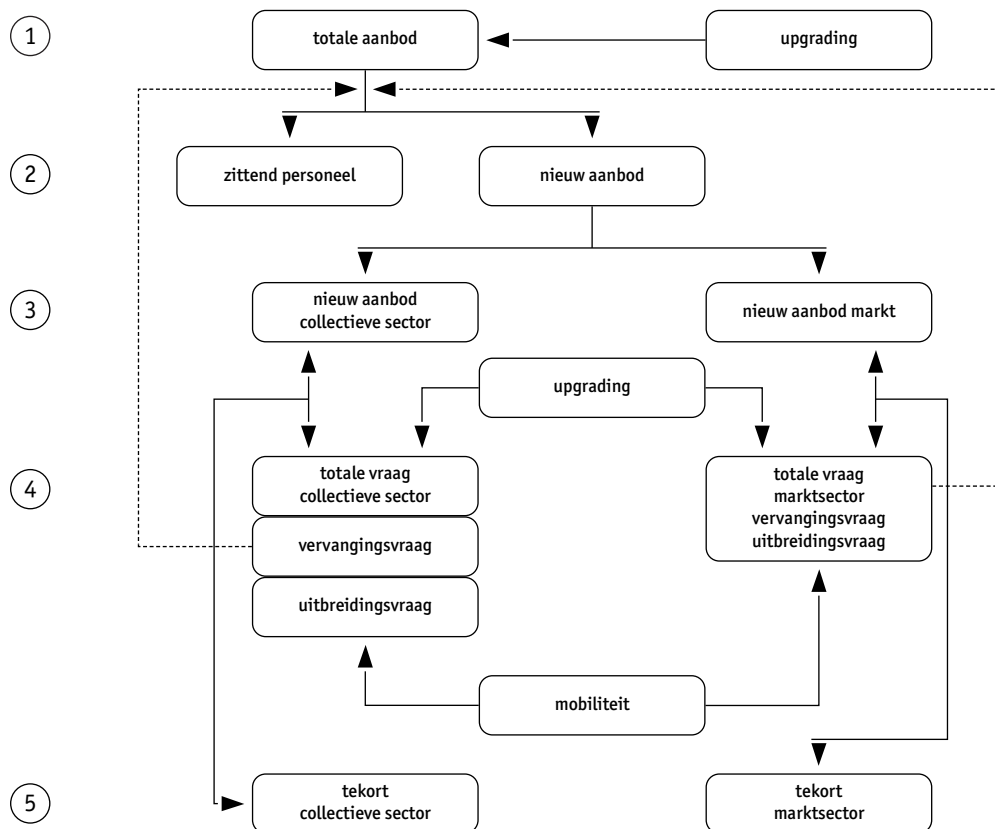 1
totale aanbod
upgrading
2
zittend personeel
nieuw aanbod
3
nieuw aanbod
collectieve sector
nieuw aanbod markt
upgrading
4
totale vraag
collectieve sector
vervangingsvraag
uitbreidingsvraag
totale vraag
marktsector
vervangingsvraag
uitbreidingsvraag
mobiliteit
5
tekort
collectieve sector
tekort
marktsector